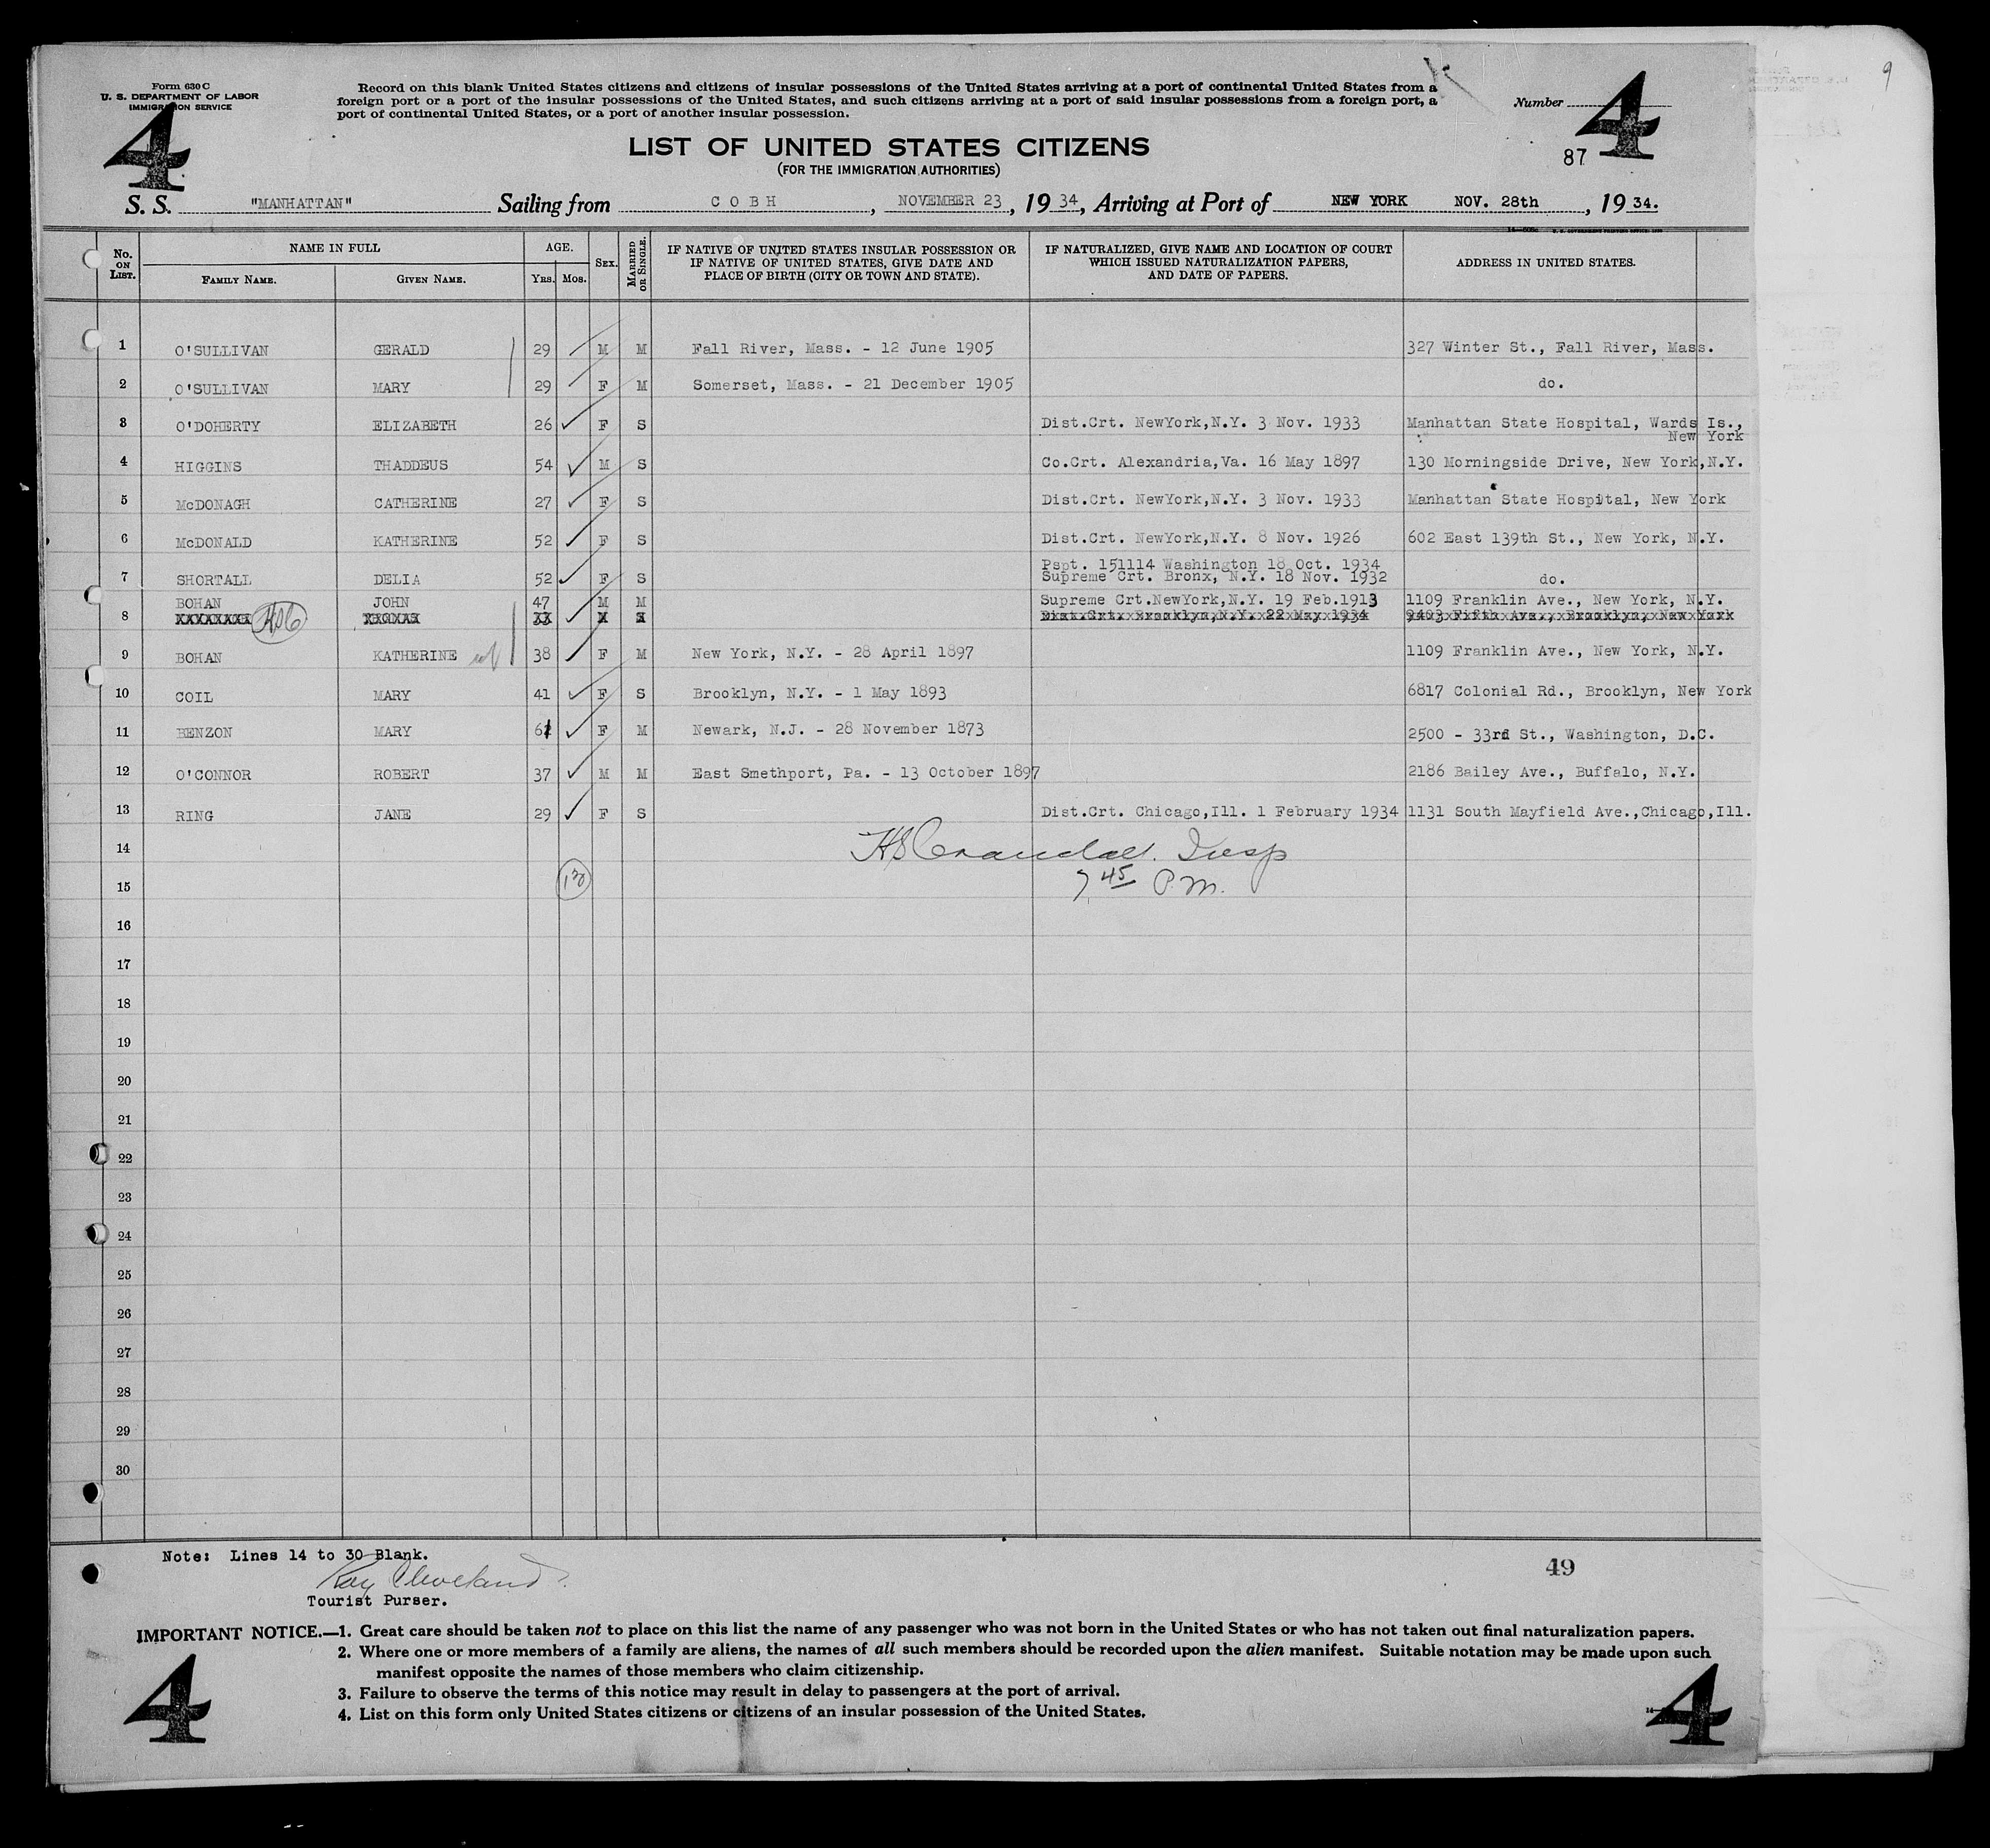 Form 630 C
U. S. DEPARTMENT OF LABOR
IMMIGRATION SERVICE
4
Record on this blank United States citizens and citizens of insular possessions of the United States arriving at a port of continental United States from a
foreign port or a port of the insular possessions of the United States, and such citizens arriving at a port of said insular possessions from a foreign port, a
port of continental United States, or a port of another insular possession.
Number
4
87
9
LIST OF UNITED STATES CITIZENS
(FOR THE IMMIGRATION AUTHORITIES)
S. S. "MANHATTAN" Sailing from COBH, NOVEMBER 23, 1934, Arriving at Port of NEW YORK NOV. 28th, 1934.
No. ON LIST. NAME IN FULL FAMILY NAME. GIVEN NAME. AGE. YRS. MOS. SEX. MARRIED OR SINGLE. IF NATIVE OF UNITED STATES INSULAR POSSESSION OR IF NATIVE OF UNITED STATES, GIVE DATE AND PLACE OF BIRTH (CITY OR TOWN AND STATE). IF NATURALIZED, GIVE NAME AND LOCATION OF COURT WHICH ISSUED NATURALIZATION PAPERS, AND DATE OF PAPERS. ADDRESS IN UNITED STATES.
1 O'SULLIVAN GERALD 29 M M Fall River, Mass. - 12 June 1905 327 Winter St., Fall River, Mass.
2 O'SULLIVAN MARY 29 F M Somerset, Mass. - 21 December 1905 do.
3 O'DOHERTY ELIZABETH 26 F S Dist.Crt. NewYork,N.Y. 3 Nov. 1933 Manhattan State Hospital, Wards Is.,
New York
4 HIGGINS THADDEUS 54 M S Co.Crt. Alexandria,Va. 16 May 1897 130 Morningside Drive, New York,N.Y.
5 McDONAGH CATHERINE 27 F S Dist.Crt. NewYork,N.Y. 3 Nov. 1933 Manhattan State Hospital, New York
6 McDONALD KATHERINE 52 F S Dist.Crt. NewYork,N.Y. 8 Nov. 1926 602 East 139th St., New York, N.Y.
Pspt. 151114 Washington 18 Oct. 1934
7 SHORTALL DELIA 52 F S Supreme Crt. Bronx, N.Y. 18 Nov. 1932 do.
BOHAN JOHN 47 M M Supreme Crt.NewYork,N.Y. 19 Feb.1913 1109 Franklin Ave., New York, N.Y.
8 HSC Dist.Crt. Brooklyn,N.Y. 22 May 1934 9403 Fifth Ave., Brooklyn, New York
9 BOHAN KATHERINE 38 F M New York, N.Y. - 28 April 1897 1109 Franklin Ave., New York, N.Y.
10 COIL MARY 41 F S Brooklyn, N.Y. - 1 May 1893 6817 Colonial Rd., Brooklyn, New York
11 BENZON MARY 61 F M Newark, N.J. - 28 November 1873 2500 - 33rd St., Washington, D.C.
12 O'CONNOR ROBERT 37 M M East Smethport, Pa. - 13 October 1897 2186 Bailey Ave., Buffalo, N.Y.
13 RING JANE 29 F S Dist.Crt. Chicago,Ill. 1 February 1934 1131 South Mayfield Ave.,Chicago,Ill.
14 HS Crandall. Insp
15 13 7 45 P.M.
16
17
18
19
20
21
22
23
24
25
26
27
28
29
30
Note: Lines 14 to 30 Blank.
Ray Cleveland
Tourist Purser.
49
IMPORTANT NOTICE.—1. Great care should be taken not to place on this list the name of any passenger who was not born in the United States or who has not taken out final naturalization papers.
2. Where one or more members of a family are aliens, the names of all such members should be recorded upon the alien manifest. Suitable notation may be made upon such
manifest opposite the names of those members who claim citizenship.
3. Failure to observe the terms of this notice may result in delay to passengers at the port of arrival.
4. List on this form only United States citizens or citizens of an insular possession of the United States.
4
4